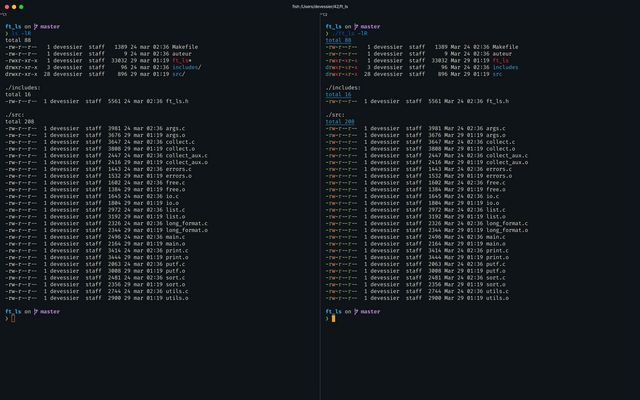 fish /Users/devessier/42/ft_ls
ft_ls on master
❯ ls -lR
total 88
-rw-r--r-- 1 devessier staff 1389 24 mar 02:36 Makefile
-rw-r--r-- 1 devessier staff 9 24 mar 02:36 auteur
-rwxr-xr-x 1 devessier staff 33032 29 mar 01:19 ft_ls*
drwxr-xr-x 3 devessier staff 96 24 mar 02:36 includes/
drwxr-xr-x 28 devessier staff 896 29 mar 01:19 src/
./includes:
total 16
-rw-r--r-- 1 devessier staff 5561 24 mar 02:36 ft_ls.h
./src:
total 208
-rw-r--r-- 1 devessier staff 3981 24 mar 02:36 args.c
-rw-r--r-- 1 devessier staff 3676 29 mar 01:19 args.o
-rw-r--r-- 1 devessier staff 3647 24 mar 02:36 collect.c
-rw-r--r-- 1 devessier staff 3808 29 mar 01:19 collect.o
-rw-r--r-- 1 devessier staff 2447 24 mar 02:36 collect_aux.c
-rw-r--r-- 1 devessier staff 2416 29 mar 01:19 collect_aux.o
-rw-r--r-- 1 devessier staff 1443 24 mar 02:36 errors.c
-rw-r--r-- 1 devessier staff 1532 29 mar 01:19 errors.o
-rw-r--r-- 1 devessier staff 1602 24 mar 02:36 free.c
-rw-r--r-- 1 devessier staff 1384 29 mar 01:19 free.o
-rw-r--r-- 1 devessier staff 1645 24 mar 02:36 io.c
-rw-r--r-- 1 devessier staff 1804 29 mar 01:19 io.o
-rw-r--r-- 1 devessier staff 2972 24 mar 02:36 list.c
-rw-r--r-- 1 devessier staff 3192 29 mar 01:19 list.o
-rw-r--r-- 1 devessier staff 2326 24 mar 02:36 long_format.c
-rw-r--r-- 1 devessier staff 2344 29 mar 01:19 long_format.o
-rw-r--r-- 1 devessier staff 2496 24 mar 02:36 main.c
-rw-r--r-- 1 devessier staff 2164 29 mar 01:19 main.o
-rw-r--r-- 1 devessier staff 3414 24 mar 02:36 print.c
-rw-r--r-- 1 devessier staff 3444 29 mar 01:19 print.o
-rw-r--r-- 1 devessier staff 2063 24 mar 02:36 putf.c
-rw-r--r-- 1 devessier staff 3008 29 mar 01:19 putf.o
-rw-r--r-- 1 devessier staff 2481 24 mar 02:36 sort.c
-rw-r--r-- 1 devessier staff 2356 29 mar 01:19 sort.o
-rw-r--r-- 1 devessier staff 2744 24 mar 02:36 utils.c
-rw-r--r-- 1 devessier staff 2900 29 mar 01:19 utils.o
ft_ls on master
❯
ft_ls on master
❯ ./ft_ls -lR
total 88
-rw-r--r-- 1 devessier staff 1389 Mar 24 02:36 Makefile
-rw-r--r-- 1 devessier staff 9 Mar 24 02:36 auteur
-rwxr-xr-x 1 devessier staff 33032 Mar 29 01:19 ft_ls
drwxr-xr-x 3 devessier staff 96 Mar 24 02:36 includes
drwxr-xr-x 28 devessier staff 896 Mar 29 01:19 src
./includes:
total 16
-rw-r--r-- 1 devessier staff 5561 Mar 24 02:36 ft_ls.h
./src:
total 208
-rw-r--r-- 1 devessier staff 3981 Mar 24 02:36 args.c
-rw-r--r-- 1 devessier staff 3676 Mar 29 01:19 args.o
-rw-r--r-- 1 devessier staff 3647 Mar 24 02:36 collect.c
-rw-r--r-- 1 devessier staff 3808 Mar 29 01:19 collect.o
-rw-r--r-- 1 devessier staff 2447 Mar 24 02:36 collect_aux.c
-rw-r--r-- 1 devessier staff 2416 Mar 29 01:19 collect_aux.o
-rw-r--r-- 1 devessier staff 1443 Mar 24 02:36 errors.c
-rw-r--r-- 1 devessier staff 1532 Mar 29 01:19 errors.o
-rw-r--r-- 1 devessier staff 1602 Mar 24 02:36 free.c
-rw-r--r-- 1 devessier staff 1384 Mar 29 01:19 free.o
-rw-r--r-- 1 devessier staff 1645 Mar 24 02:36 io.c
-rw-r--r-- 1 devessier staff 1804 Mar 29 01:19 io.o
-rw-r--r-- 1 devessier staff 2972 Mar 24 02:36 list.c
-rw-r--r-- 1 devessier staff 3192 Mar 29 01:19 list.o
-rw-r--r-- 1 devessier staff 2326 Mar 24 02:36 long_format.c
-rw-r--r-- 1 devessier staff 2344 Mar 29 01:19 long_format.o
-rw-r--r-- 1 devessier staff 2496 Mar 24 02:36 main.c
-rw-r--r-- 1 devessier staff 2164 Mar 29 01:19 main.o
-rw-r--r-- 1 devessier staff 3414 Mar 24 02:36 print.c
-rw-r--r-- 1 devessier staff 3444 Mar 29 01:19 print.o
-rw-r--r-- 1 devessier staff 2063 Mar 24 02:36 putf.c
-rw-r--r-- 1 devessier staff 3008 Mar 29 01:19 putf.o
-rw-r--r-- 1 devessier staff 2481 Mar 24 02:36 sort.c
-rw-r--r-- 1 devessier staff 2356 Mar 29 01:19 sort.o
-rw-r--r-- 1 devessier staff 2744 Mar 24 02:36 utils.c
-rw-r--r-- 1 devessier staff 2900 Mar 29 01:19 utils.o
ft_ls on master
❯